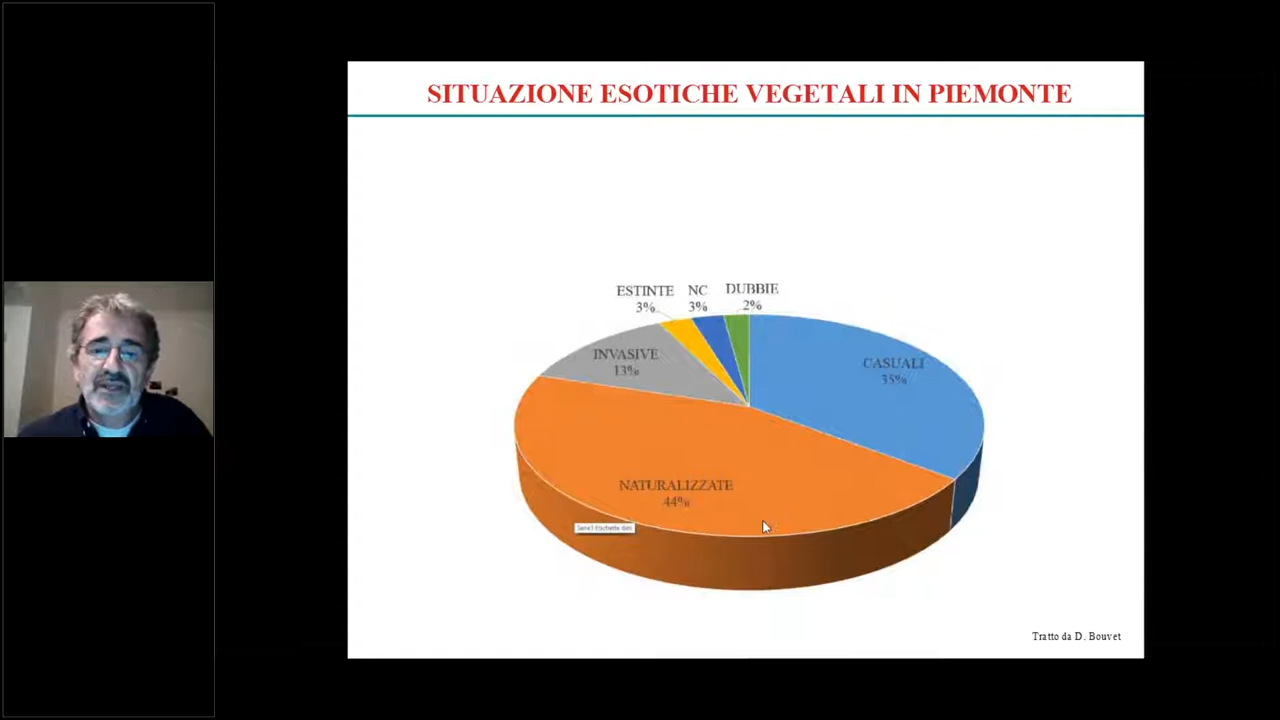 SITUAZIONE ESOTICHE VEGETALI IN PIEMONTE
ESTINTE
3%
NC
3%
DUBBIE
2%
INVASIVE
13%
CASUALI
35%
NATURALIZZATE
44%
Tratto da D. Bouvet